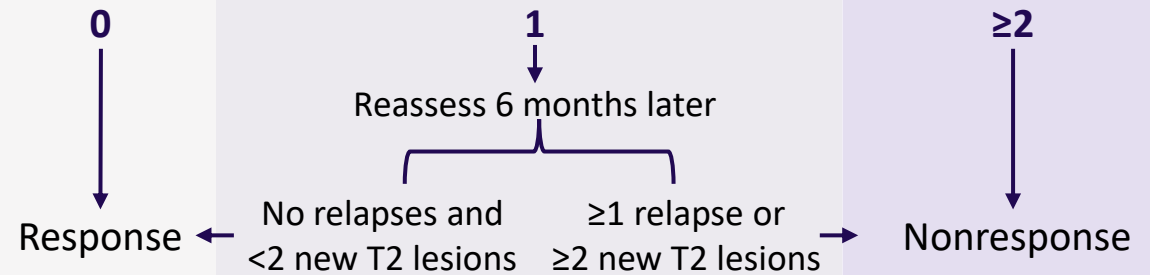 0
1
≥2
Reassess 6 months later
No relapses and
<2 new T2 lesions
≥1 relapse or
≥2 new T2 lesions
Response
Nonresponse